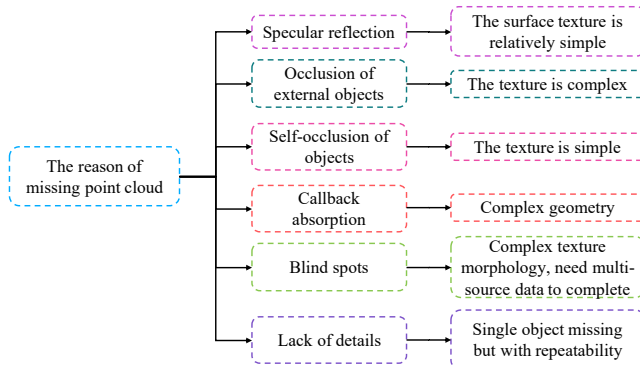 The reason of
missing point cloud
Specular reflection
The surface texture is
relatively simple
Occlusion of
external objects
The texture is complex
Self-occlusion of
objects
The texture is simple
Callback
absorption
Complex geometry
Blind spots
Complex texture
morphology, need multi-
source data to complete
Lack of details
Single object missing
but with repeatability